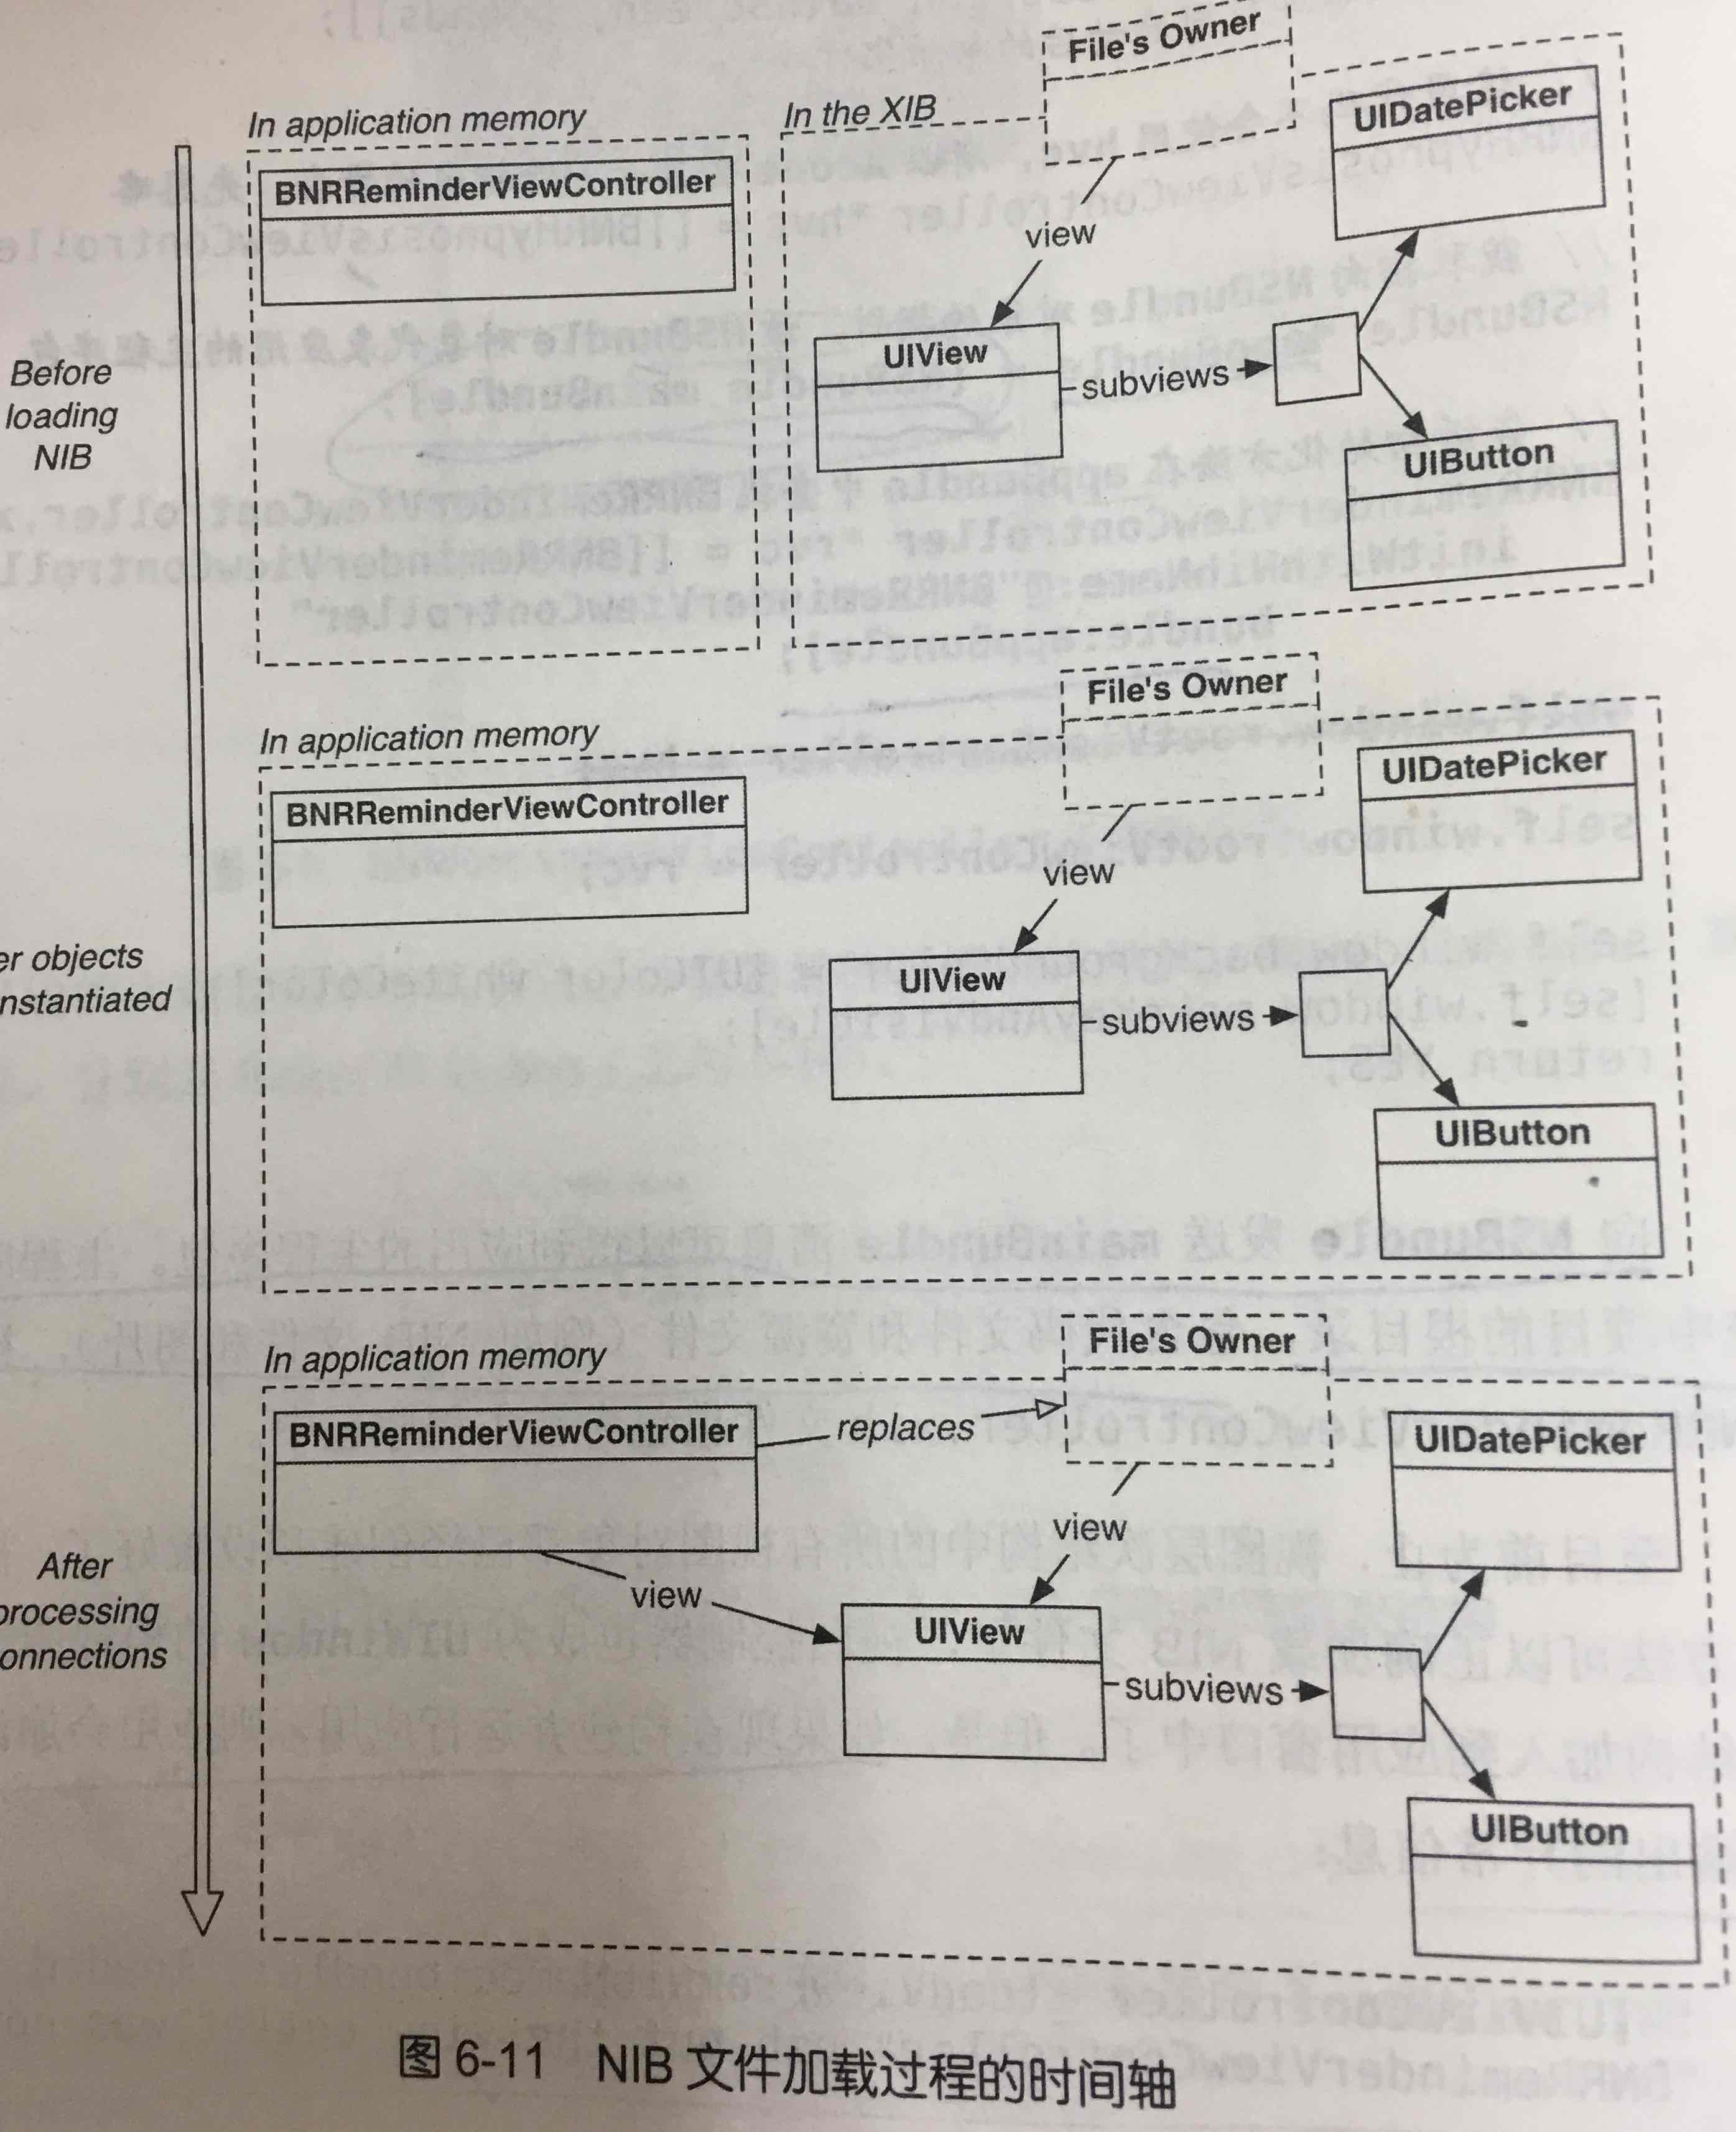 File's Owner
In application memory
In the XIB
UIDatePicker
BNRReminderViewController
view
UIView
subviews
Before
loading
NIB
UIButton
File's Owner
In application memory
UIDatePicker
BNRReminderViewController
view
er objects
nstantiated
UIView
subviews
UIButton
File's Owner
In application memory
BNRReminderViewController
replaces
UIDatePicker
view
After
processing
onnections
view
UIView
subviews
UIButton
图 6-11 NIB 文件加载过程的时间轴